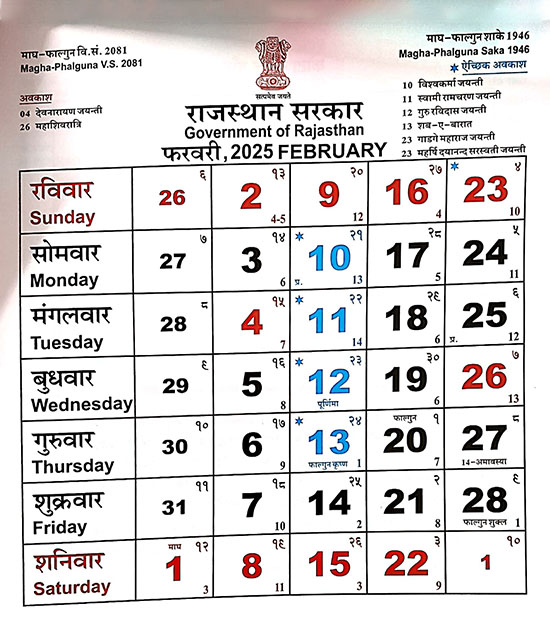 माघ–फाल्गुन वि.सं. 2081
Magha-Phalguna V.S. 2081
सत्यमेव जयते
माघ–फाल्गुन शाके 1946
Magha-Phalguna Saka 1946
* ऐच्छिक अवकाश
अवकाश
04 देवनारायण जयन्ती
26 महाशिवरात्रि
राजस्थान सरकार
Government of Rajasthan
फरवरी, 2025 FEBRUARY
10 विश्वकर्मा जयन्ती
11 स्वामी रामचरण जयन्ती
12 गुरु रविदास जयन्ती
13 शब-ए-बारात
23 गाडगे महाराज जयन्ती
23 महर्षि दयानन्द सरस्वती जयन्ती
रविवार ६ १३ २० २७ * ४
Sunday 26 2 9 16 23
4-5 12 4 10
सोमवार ७ १४ * २१ २८ ५
Monday 27 3 10 17 24
6 प्र. 13 5 11
मंगलवार ८ १५ * २२ २९ ६
Tuesday 28 4 11 18 25
7 14 6 प्र. 12
बुधवार ९ १६ * २३ ३० ७
Wednesday 29 5 12 19 26
8 पूर्णिमा 6 13
गुरुवार १० १७ * २४ फाल्गुन १ ८
Thursday 30 6 13 20 27
9 फाल्गुन कृष्ण 1 7 14-अमावस्या
शुक्रवार ११ १८ २५ २ ९
Friday 31 7 14 21 28
10 2 8 फाल्गुन शुक्ल 1
शनिवार माघ १२ १९ २६ ३ १०
Saturday 1 8 15 22 1
3 11 3 9